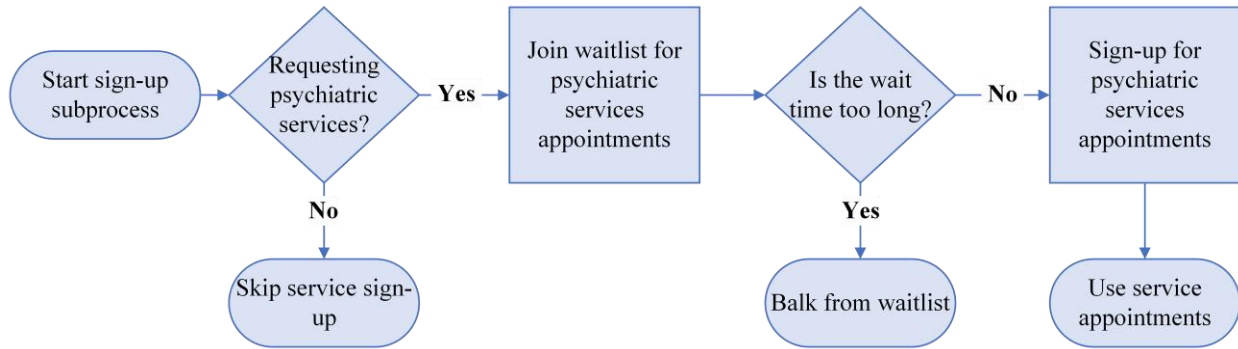 Start sign-up
subprocess
Requesting
psychiatric
services?
Yes
No
Skip service sign-
up
Join waitlist for
psychiatric
services
appointments
Is the wait
time too long?
No
Yes
Balk from waitlist
Sign-up for
psychiatric
services
appointments
Use service
appointments